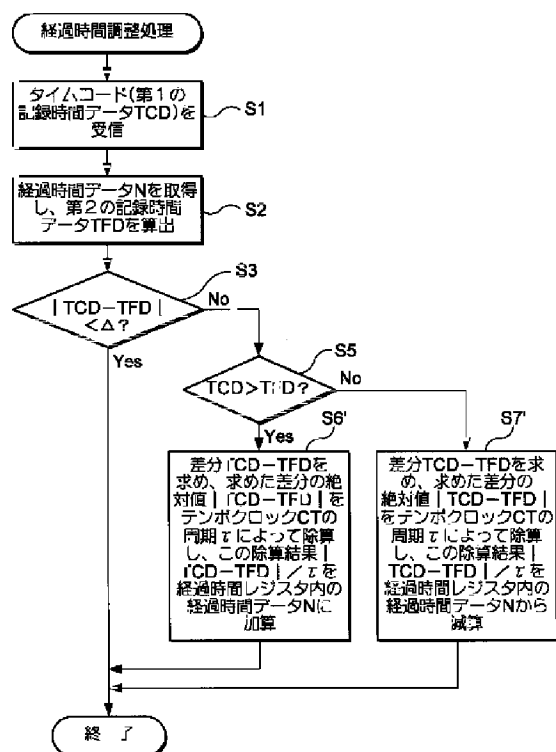 経過時間調整処理
タイムコード(第1の
記録時間データTCD)を
受信
S1
経過時間データNを取得
し、第2の記録時間
データTFDを算出
S2
S3
|TCD−TFD|
<Δ?
No
Yes
S5
TCD>TFD?
No
Yes
S6'
差分TCD−TFDを
求め、求めた差分の絶
対値|TCD−TFD|を
テンポクロックCTの
周期τによって除算
し、この除算結果|
TCD−TFD|/τを
経過時間レジスタ内の
経過時間データNに
加算
S7'
差分TCD−TFDを求
め、求めた差分の
絶対値|TCD−TFD|
をテンポクロックCTの
周期τによって除算
し、この除算結果|
TCD−TFD|/τを
経過時間レジスタ内の
経過時間データNから
減算
終 了